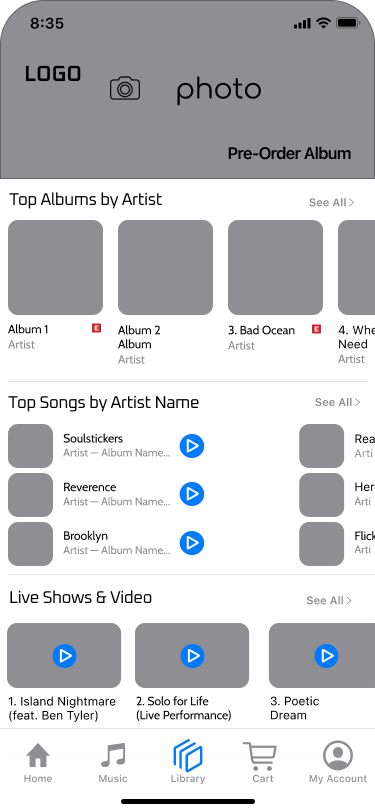 8:35
LOGO
photo
Pre-Order Album
Top Albums by Artist
See All
Album 1
E
Artist
Album 2
Album
Artist
3. Bad Ocean
E
Artist
4. Whe
Need
Artist
Top Songs by Artist Name
See All
Soulstickers
Artist — Album Name...
Rea
Arti
Reverence
Artist — Album Name...
Her
Arti
Brooklyn
Artist — Album Name...
Flick
Arti
Live Shows & Video
See All
1. Island Nightmare
(feat. Ben Tyler)
2. Solo for Life
(Live Performance)
3. Poetic
Dream
Home
Music
Library
Cart
My Account